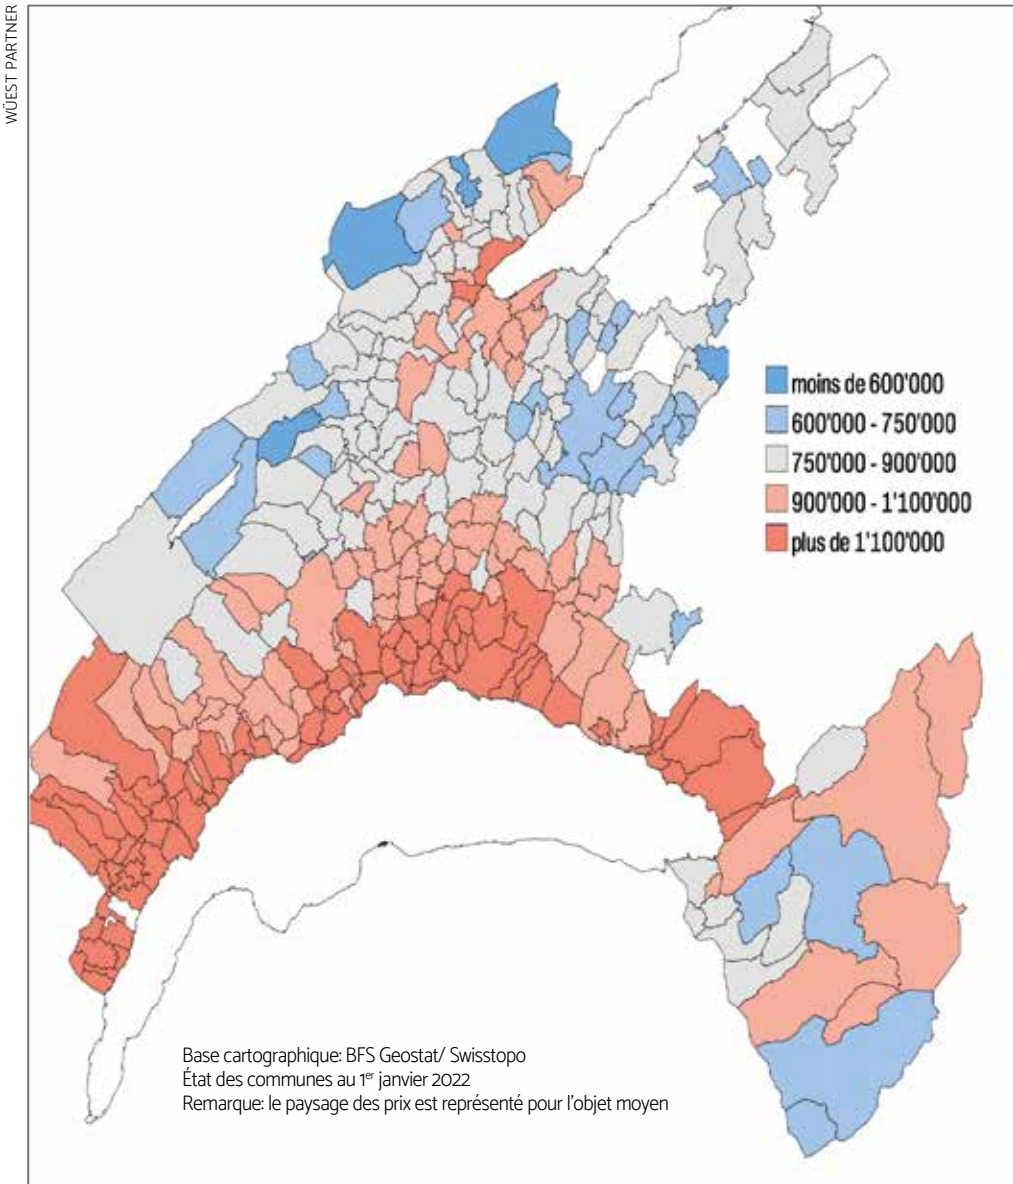 WÜEST PARTNER
moins de 600'000
600'000 - 750'000
750'000 - 900'000
900'000 - 1'100'000
plus de 1'100'000
Base cartographique: BFS Geostat/ Swisstopo
État des communes au 1er janvier 2022
Remarque: le paysage des prix est représenté pour l'objet moyen